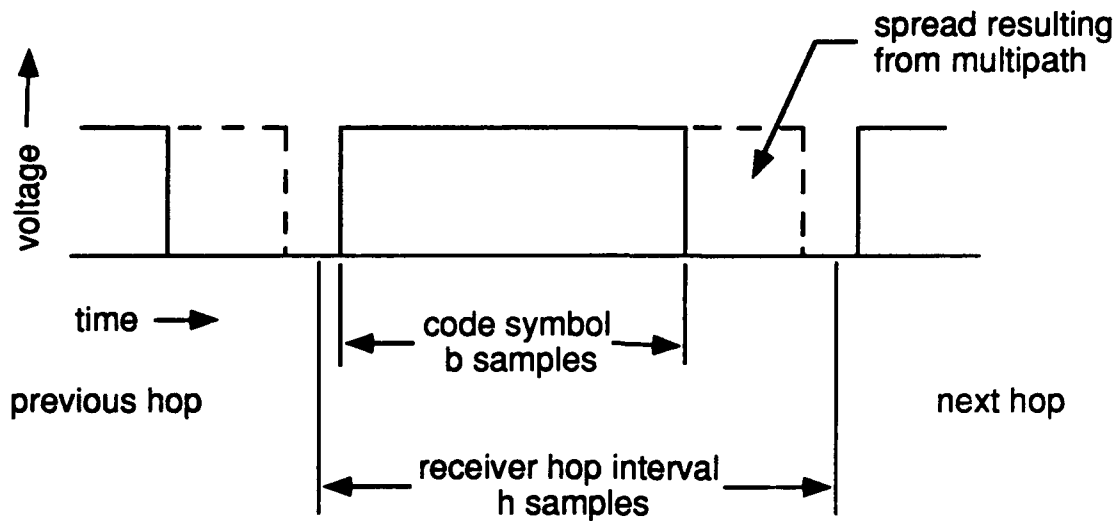 spread resulting
from multipath
voltage
time
code symbol
b samples
previous hop
next hop
receiver hop interval
h samples